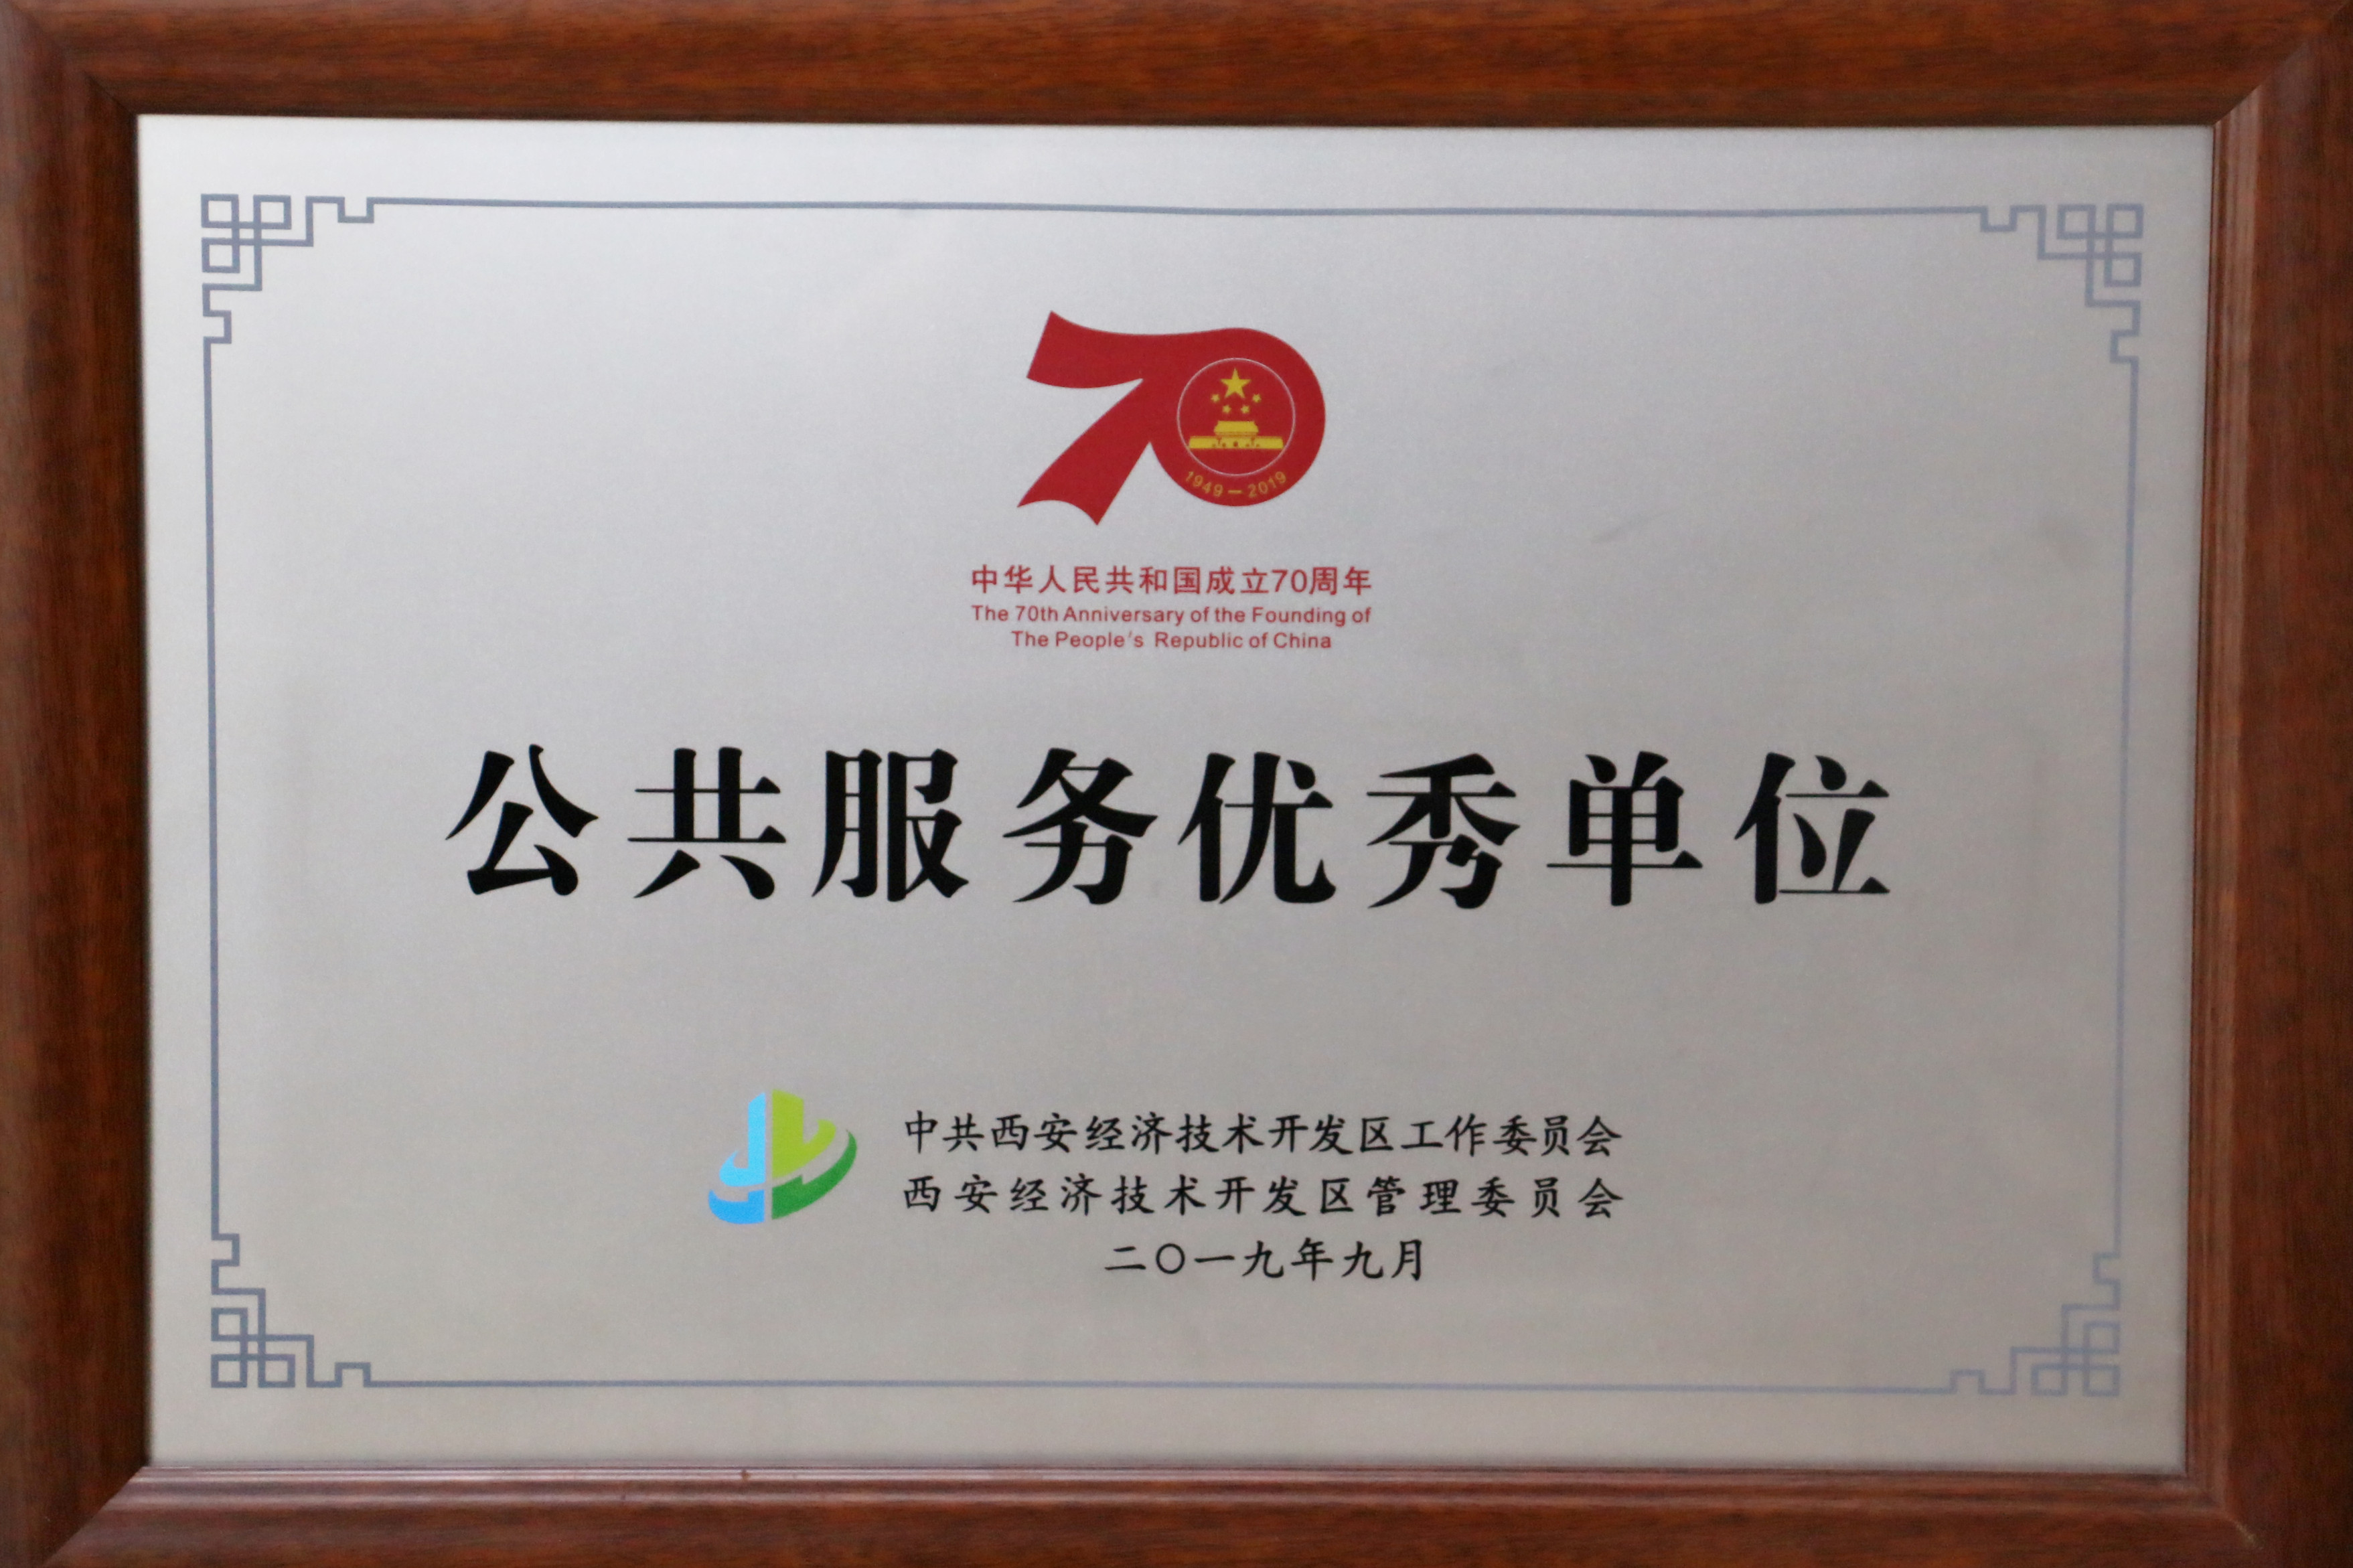 70
1949—2019
中华人民共和国成立70周年
The 70th Anniversary of the Founding of
The People's Republic of China
公共服务优秀单位
中共西安经济技术开发区工作委员会
西安经济技术开发区管理委员会
二〇一九年九月